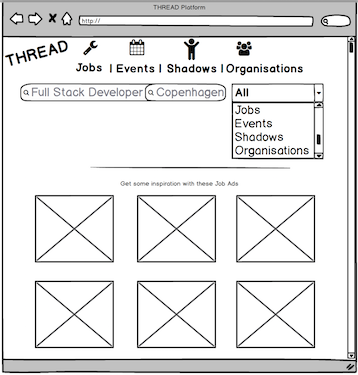 THREAD Platform
http://
THREAD
Jobs | Events | Shadows | Organisations
Full Stack Developer Copenhagen All
Jobs
Events
Shadows
Organisations
Get some inspiration with these Job Ads